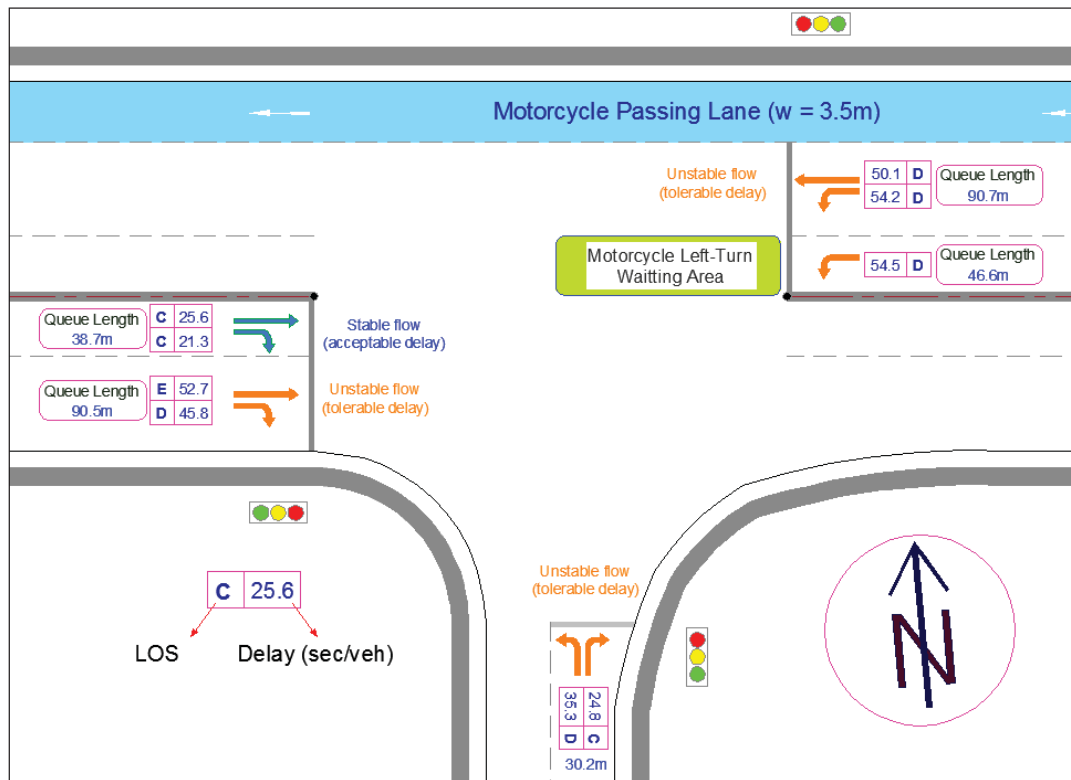 Motorcycle Passing Lane (w = 3.5m)
Unstable flow
(tolerable delay)
50.1 D
54.2 D
Queue Length
90.7m
Motorcycle Left-Turn
Waitting Area
54.5 D
Queue Length
46.6m
Queue Length
38.7m
C 25.6
C 21.3
Stable flow
(acceptable delay)
Queue Length
90.5m
E 52.7
D 45.8
Unstable flow
(tolerable delay)
C 25.6
LOS
Delay (sec/veh)
Unstable flow
(tolerable delay)
35.3 D
24.8 C
30.2m
N